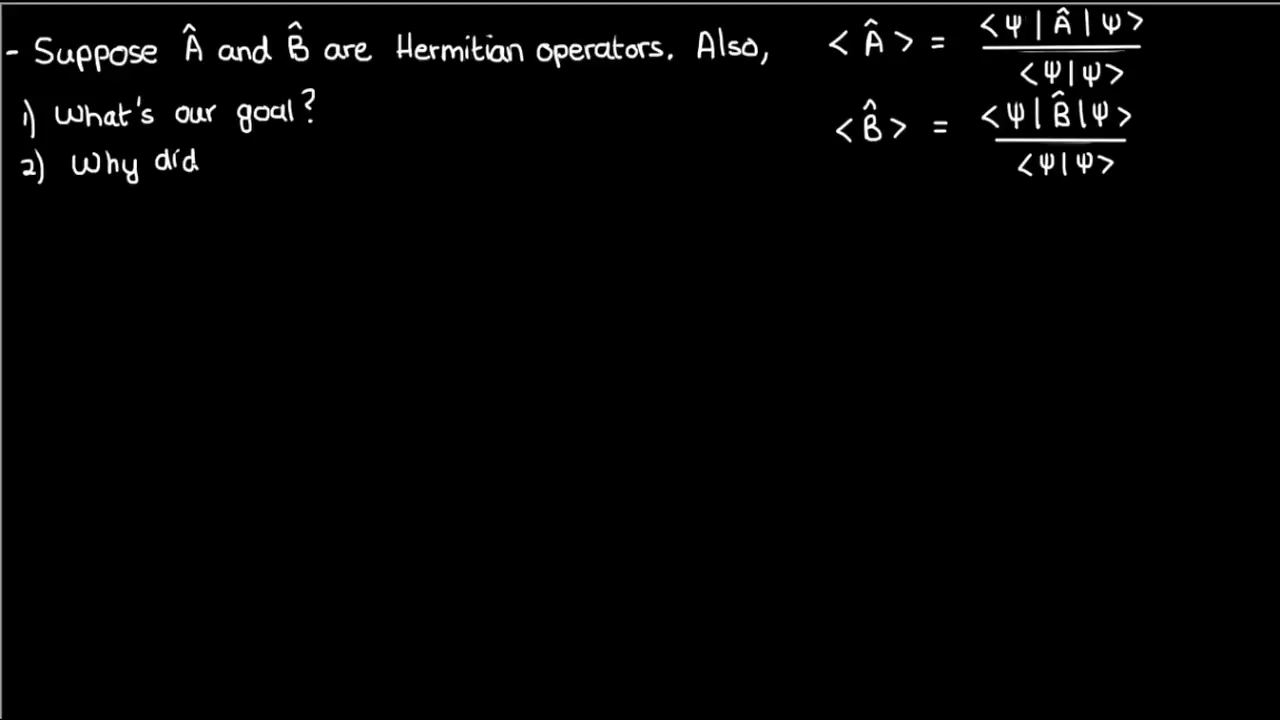 - Suppose Â and B̂ are Hermitian operators. Also, < Â > = <Ψ|Â|Ψ> / <Ψ|Ψ>
1) What's our goal? < B̂ > = <Ψ|B̂|Ψ> / <Ψ|Ψ>
2) Why did